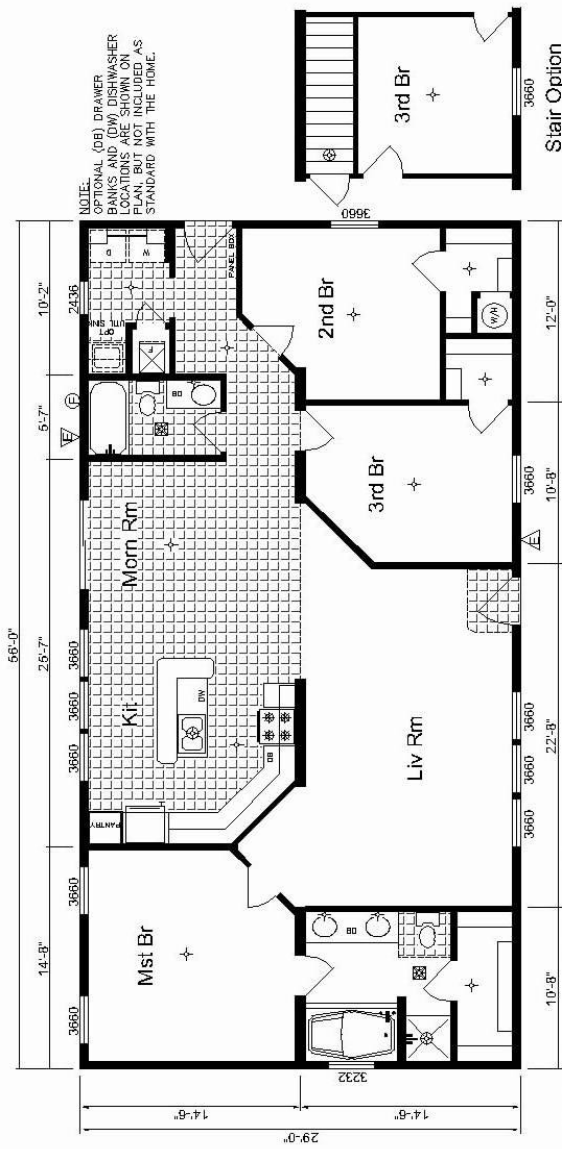 56'-0"
14'-8"
25'-7"
5'-7"
10'-2"
NOTE:
OPTIONAL (DB) DRAWER
BANKS AND (DW) DISHWASHER
LOCATIONS ARE SHOWN ON
PLAN, BUT NOT INCLUDED AS
STANDARD WITH THE HOME.
3660
3660
3660
3660
3660
E
F
2436
PANTRY
Kit
Morn Rm
DW
DB
DB
OPT
UTIL SINK
F
D
W
PANEL BOX
Mst Br
Liv Rm
3rd Br
2nd Br
3660
DB
W/H
3232
3660
3660
3660
E
3660
10'-8"
22'-8"
10'-8"
12'-0"
14'-6"
14'-6"
29'-0"
3rd Br
3660
Stair Option